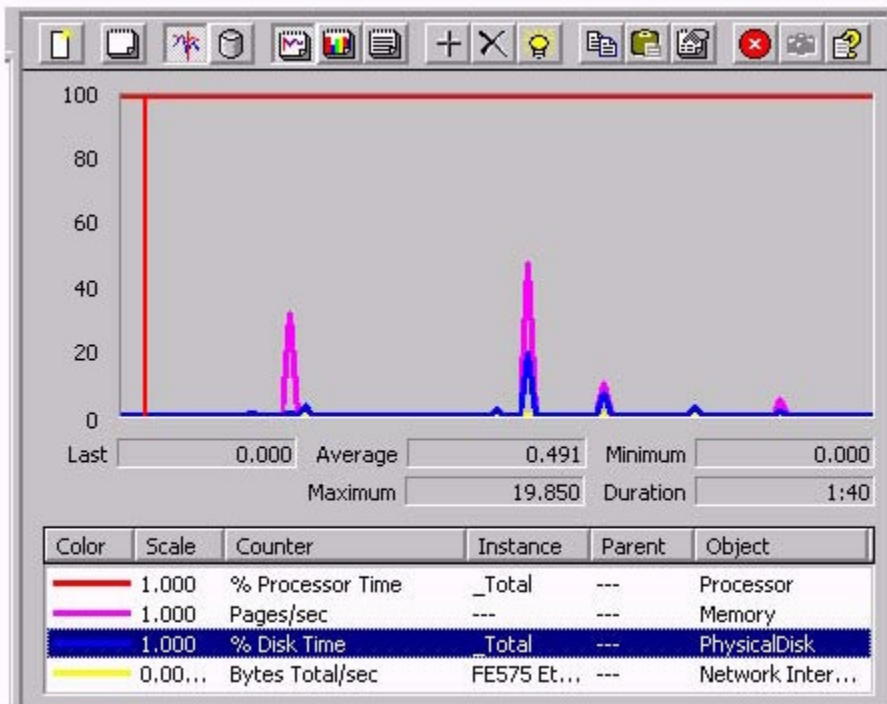 100
80
60
40
20
0
Last 0.000 Average 0.491 Minimum 0.000
Maximum 19.850 Duration 1:40
Color Scale Counter Instance Parent Object
1.000 % Processor Time _Total --- Processor
1.000 Pages/sec --- --- Memory
1.000 % Disk Time _Total --- PhysicalDisk
0.00... Bytes Total/sec FE575 Et... --- Network Inter...